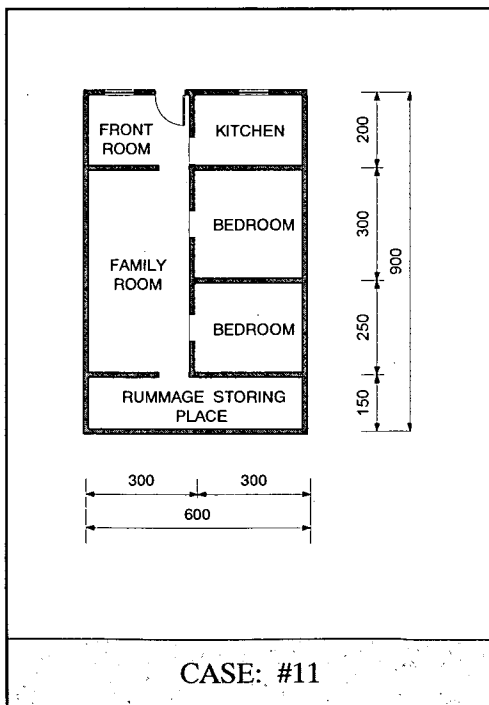 FRONT
ROOM
KITCHEN
200
BEDROOM
300
900
FAMILY
ROOM
BEDROOM
250
RUMMAGE STORING
PLACE
150
300
300
600
CASE: #11